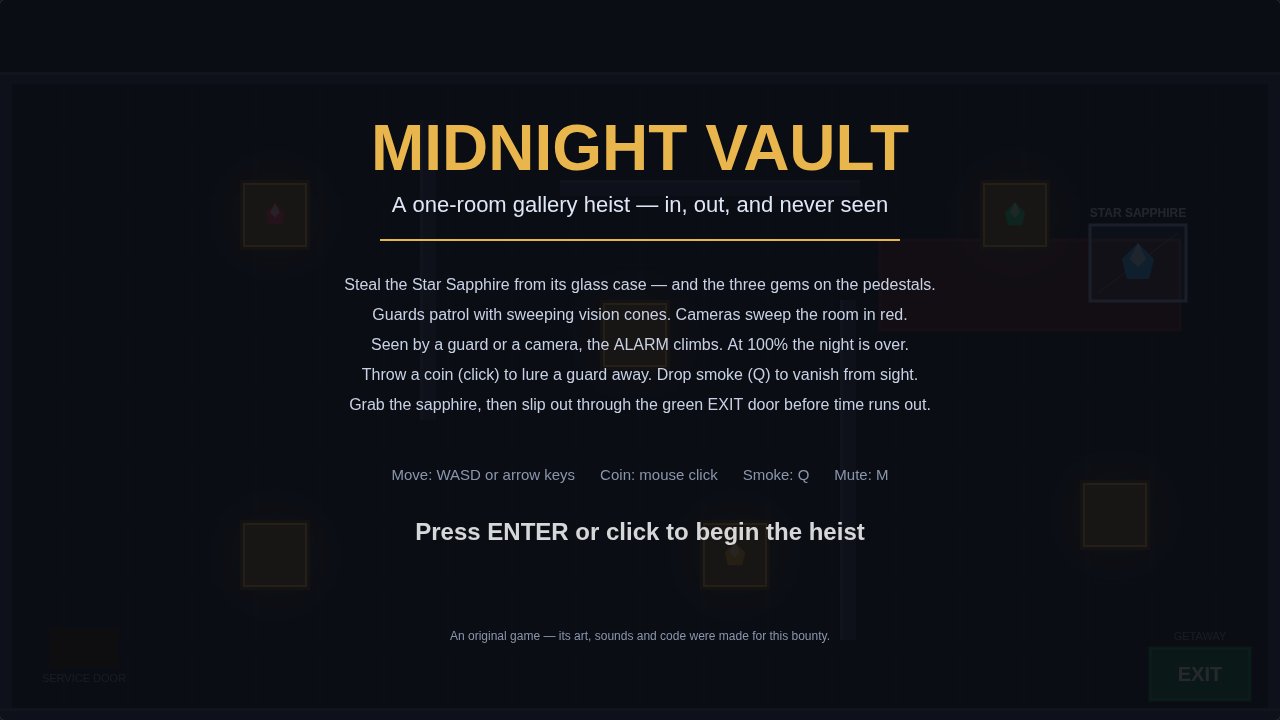 MIDNIGHT VAULT
A one-room gallery heist — in, out, and never seen
STAR SAPPHIRE
Steal the Star Sapphire from its glass case — and the three gems on the pedestals.
Guards patrol with sweeping vision cones. Cameras sweep the room in red.
Seen by a guard or a camera, the ALARM climbs. At 100% the night is over.
Throw a coin (click) to lure a guard away. Drop smoke (Q) to vanish from sight.
Grab the sapphire, then slip out through the green EXIT door before time runs out.
Move: WASD or arrow keys Coin: mouse click Smoke: Q Mute: M
Press ENTER or click to begin the heist
An original game — its art, sounds and code were made for this bounty.
GETAWAY
EXIT
SERVICE DOOR